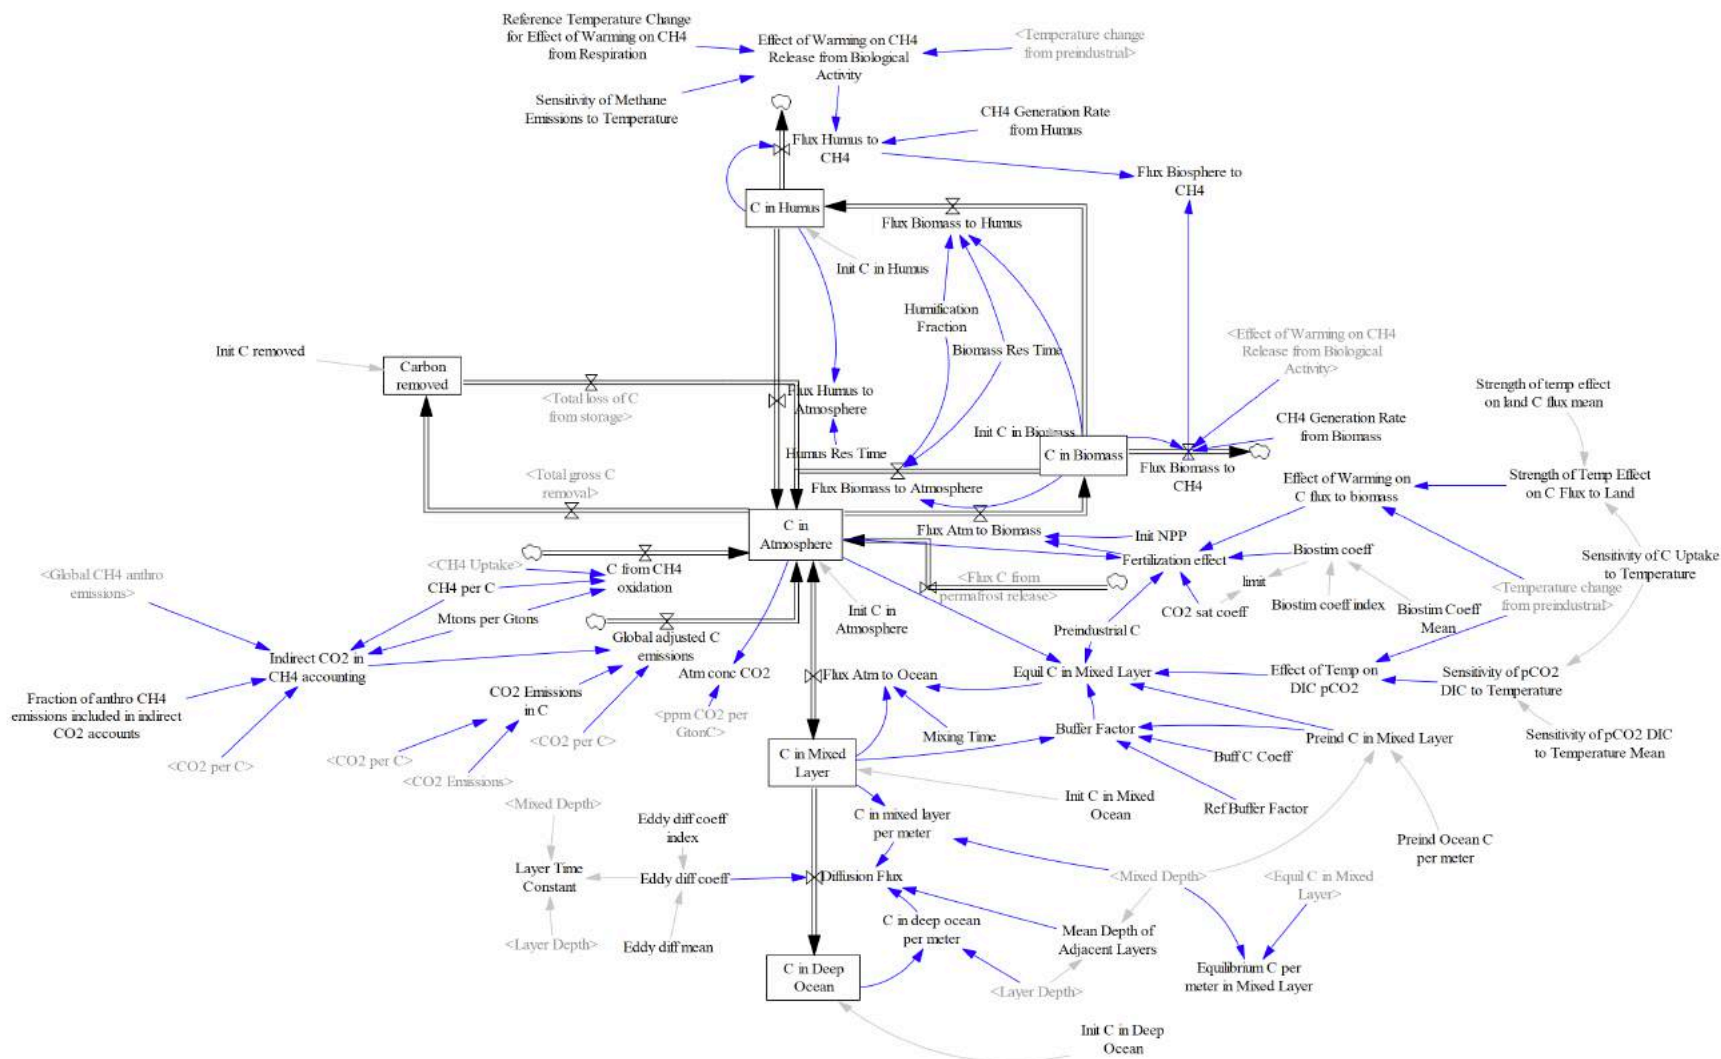 Reference Temperature Change
for Effect of Warming on CH4
from Respiration
Effect of Warming on CH4
Release from Biological
Activity
<Temperature change
from preindustrial>
Sensitivity of Methane
Emissions to Temperature
CH4 Generation Rate
from Humus
Flux Humus to
CH4
Flux Biosphere to
CH4
C in Humus
Flux Biomass to Humus
Init C in Humus
Humification
Fraction
Biomass Res Time
<Effect of Warming on CH4
Release from Biological
Activity>
Init C removed
Carbon
removed
<Total loss of C
from storage>
Flux Humus to
Atmosphere
Strength of temp effect
on land C flux mean
Init C in Biomass
CH4 Generation Rate
from Biomass
Humus Res Time
C in Biomass
Flux Biomass to
CH4
<Total gross C
removal>
Flux Biomass to Atmosphere
Effect of Warming on
C flux to biomass
Strength of Temp Effect
on C Flux to Land
C in
Atmosphere
Flux Atm to Biomass
Init NPP
Fertilization effect
Biostim coeff
Sensitivity of C Uptake
to Temperature
<CH4 Uptake>
C from CH4
oxidation
<Global CH4 anthro
emissions>
CH4 per C
<Flux C from
permafrost release>
limit
CO2 sat coeff
Biostim coeff index
Biostim Coeff
Mean
<Temperature change
from preindustrial>
Init C in
Atmosphere
Mtons per Gtons
Global adjusted C
emissions
Preindustrial C
Indirect CO2 in
CH4 accounting
Atm conc CO2
Flux Atm to Ocean
Equil C in Mixed Layer
Effect of Temp on
DIC pCO2
Sensitivity of pCO2
DIC to Temperature
Fraction of anthro CH4
emissions included in indirect
CO2 accounts
CO2 Emissions
in C
<ppm CO2 per
GtonC>
<CO2 per C>
Mixing Time
Buffer Factor
Preind C in Mixed Layer
Sensitivity of pCO2 DIC
to Temperature Mean
<CO2 per C>
<CO2 per C>
<CO2 Emissions>
C in Mixed
Layer
Buff C Coeff
Init C in Mixed
Ocean
Ref Buffer Factor
<Mixed Depth>
Eddy diff coeff
index
C in mixed layer
per meter
Preind Ocean C
per meter
Layer Time
Constant
Eddy diff coeff
Diffusion Flux
<Mixed Depth>
<Equil C in Mixed
Layer>
<Layer Depth>
Eddy diff mean
C in deep ocean
per meter
Mean Depth of
Adjacent Layers
C in Deep
Ocean
<Layer Depth>
Equilibrium C per
meter in Mixed Layer
Init C in Deep
Ocean